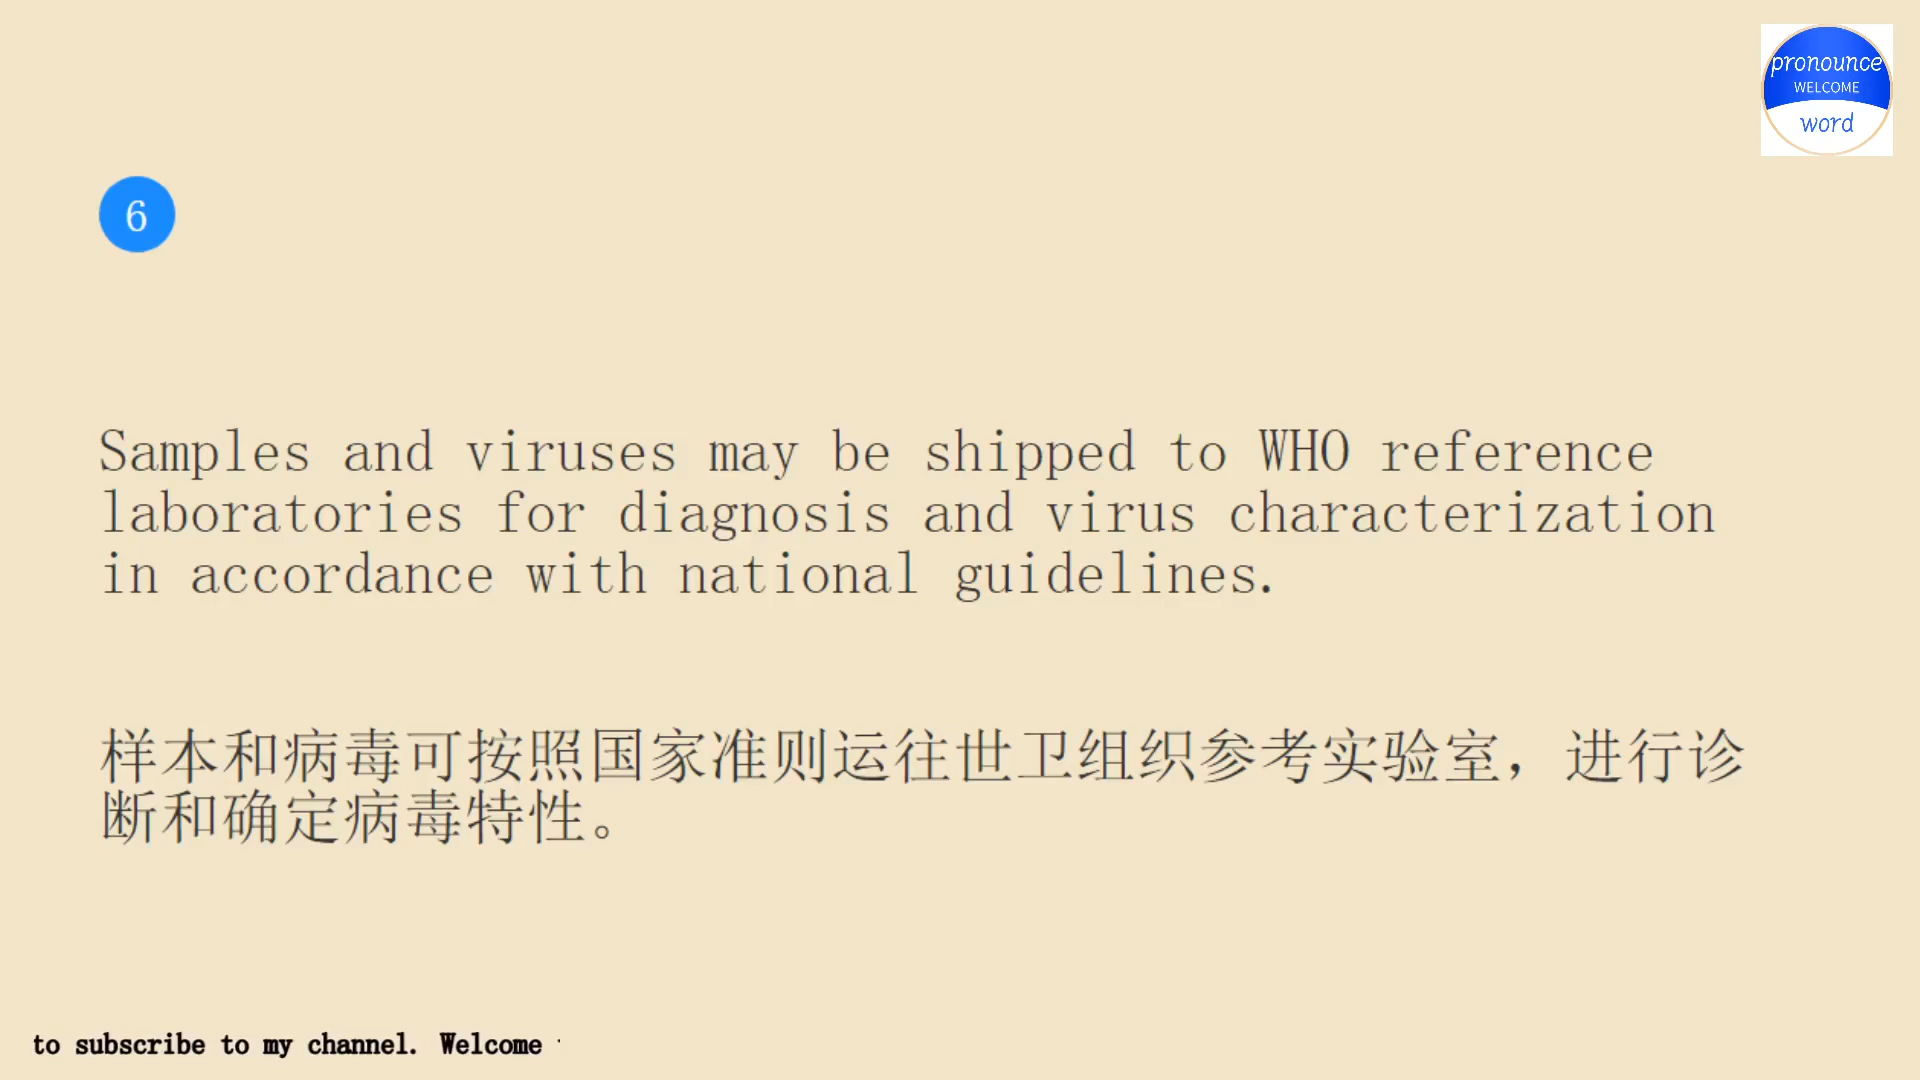 pronounce
WELCOME
word
6
Samples and viruses may be shipped to WHO reference
laboratories for diagnosis and virus characterization
in accordance with national guidelines.
样本和病毒可按照国家准则运往世卫组织参考实验室，进行诊
断和确定病毒特性。
to subscribe to my channel. Welcome